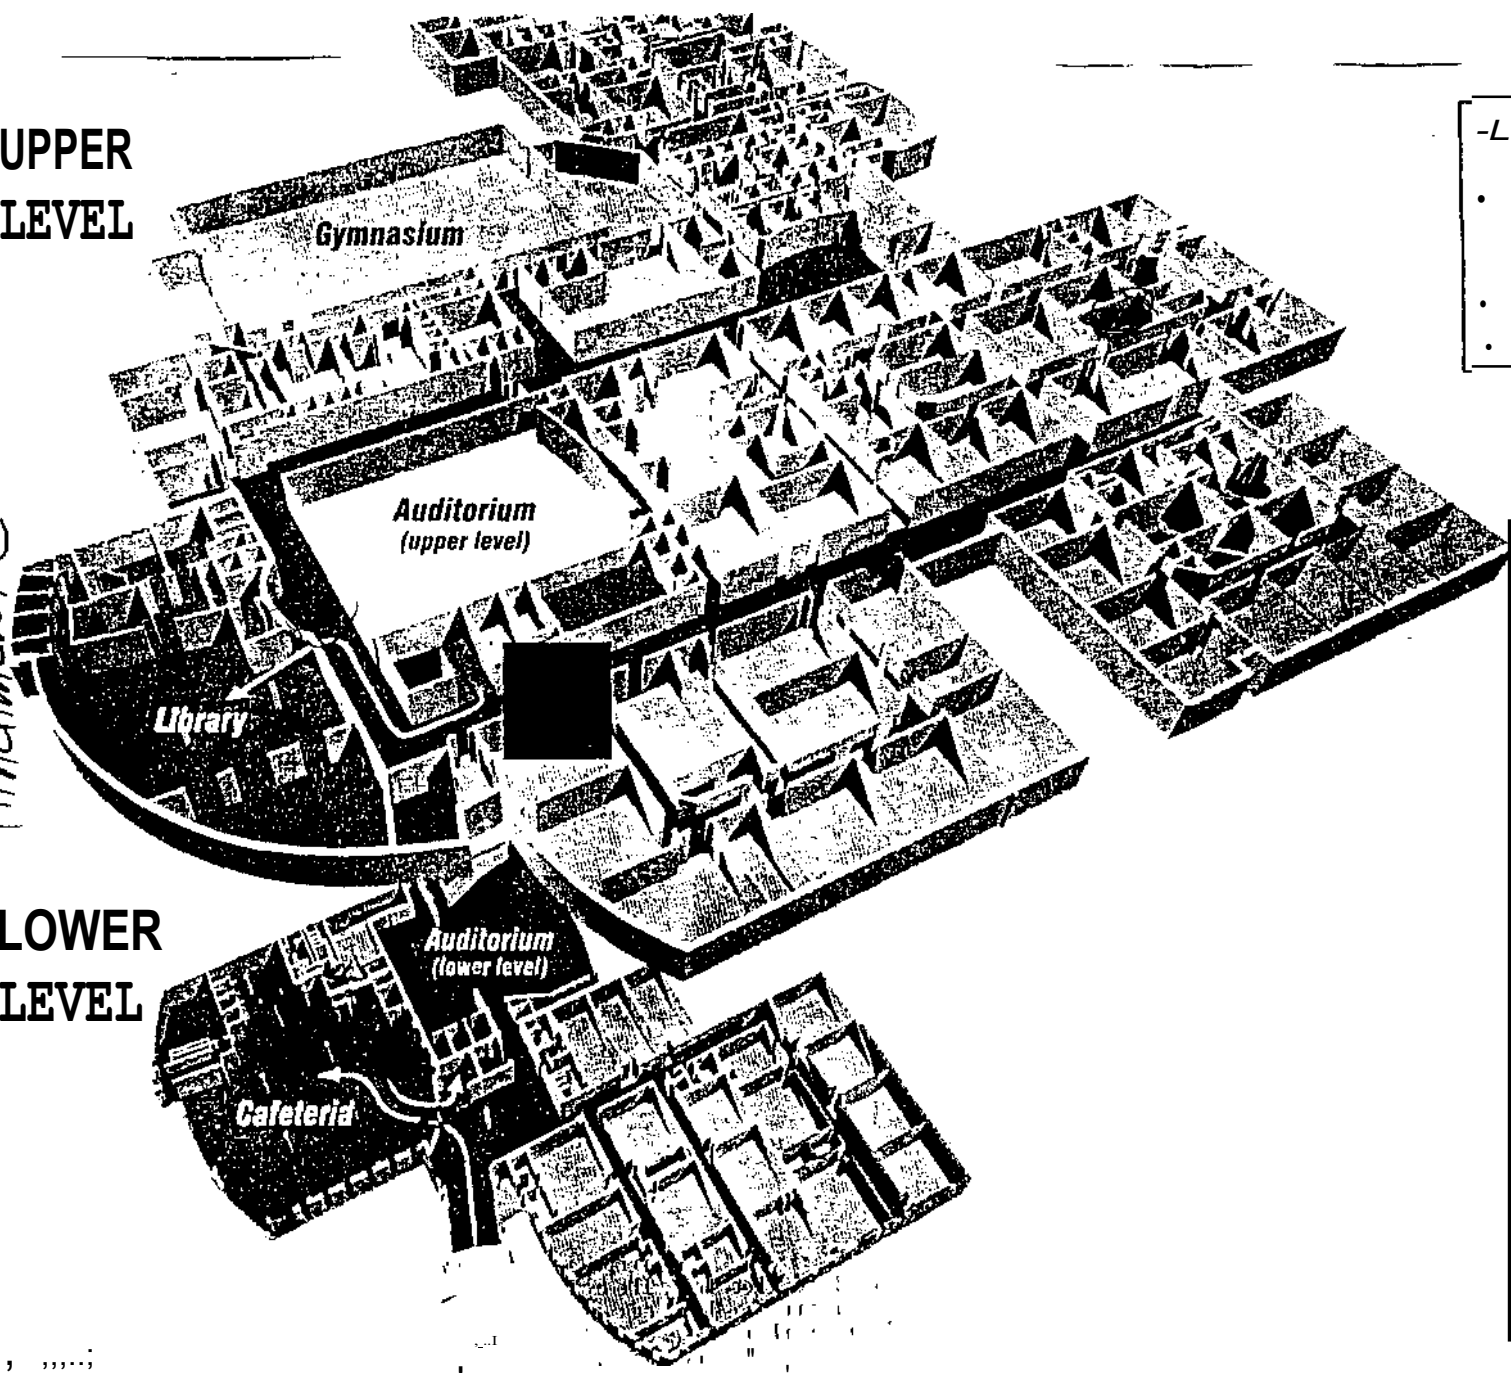 UPPER
LEVEL
Gymnasium
Auditorium
(upper level)
Library
LOWER
LEVEL
Auditorium
(lower level)
Cafeteria
-L